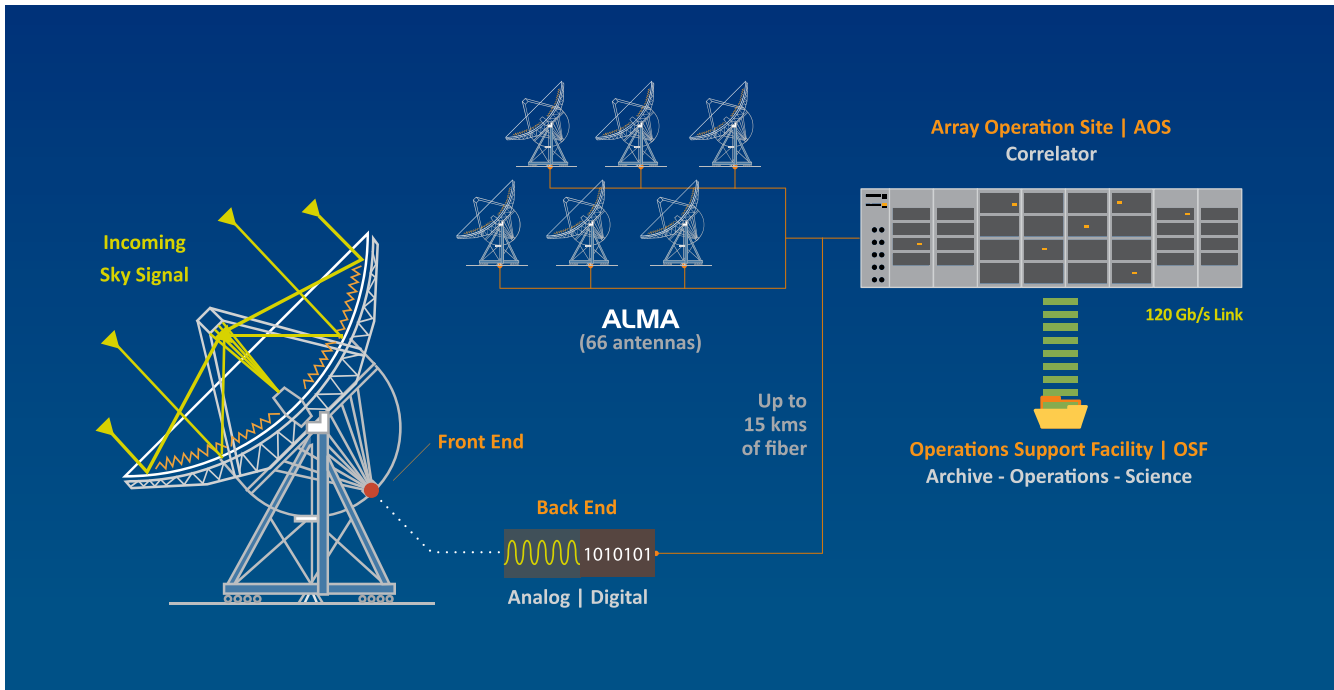 Incoming
Sky Signal
Front End
Back End
1010101
Analog | Digital
ALMA
(66 antennas)
Up to
15 kms
of fiber
Array Operation Site | AOS
Correlator
120 Gb/s Link
Operations Support Facility | OSF
Archive - Operations - Science